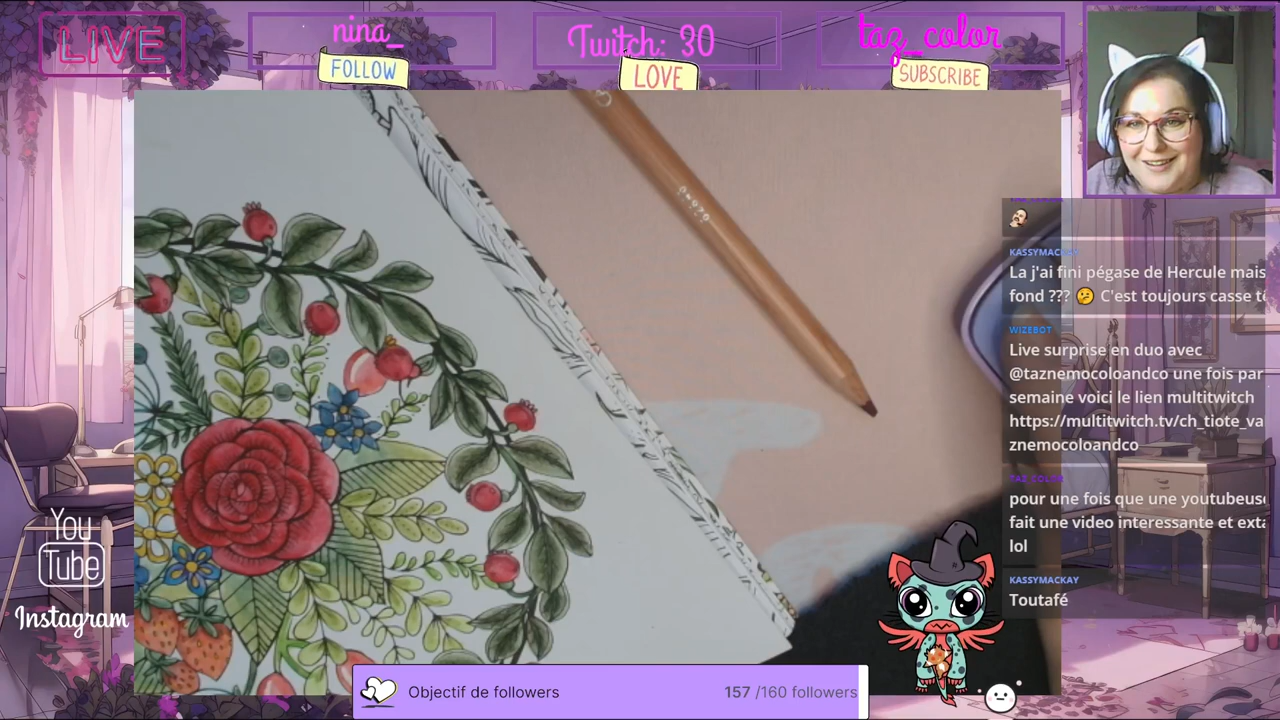 LIVE
nina_
FOLLOW
Twitch: 30
LOVE
taz_color
SUBSCRIBE
La j'ai fini pégase de Hercule mais
fond ??? 🤔 C'est toujours casse
WIZEBOT
Live surprise en duo avec
@taznemocoloandco une fois par
semaine voici le lien multitwitch
https://multitwitch.tv/ch_tiote_va
znemocoloandco
TAZ_COLOR
pour une fois que une youtubeuse
fait une video interessante et
lol
KASSYMACKAY
Toutafé
You
Tube
Instagram
Objectif de followers
157 /160 followers